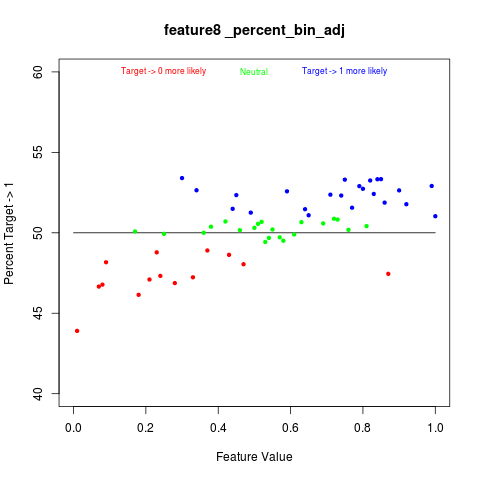 feature8 _percent_bin_adj
Target -> 0 more likely Neutral Target -> 1 more likely
Percent Target -> 1
60
55
50
45
40
0.0 0.2 0.4 0.6 0.8 1.0
Feature Value